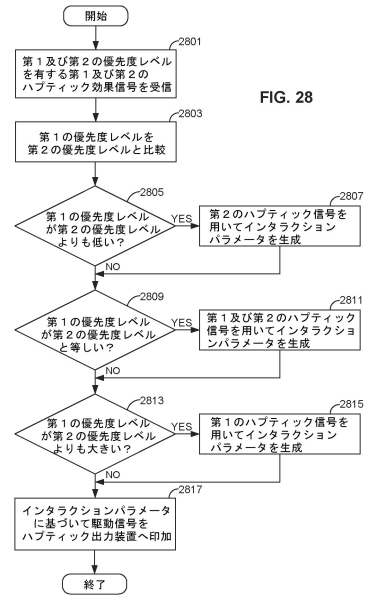 開始
2801
第１及び第２の優先度レベル
を有する第１及び第２の
ハプティック効果信号を受信
FIG. 28
2803
第１の優先度レベルを
第２の優先度レベルと比較
2805
第１の優先度レベル
が第２の優先度レベル
よりも低い？
YES
2807
第２のハプティック信号を
用いてインタラクション
パラメータを生成
NO
2809
第１の優先度レベル
が第２の優先度レベル
と等しい？
YES
2811
第１及び第２のハプティック
信号を用いてインタラクショ
ンパラメータを生成
NO
2813
第１の優先度レベル
が第２の優先度レベル
よりも大きい？
YES
2815
第１のハプティック信号を
用いてインタラクション
パラメータを生成
NO
2817
インタラクションパラメータ
に基づいて駆動信号を
ハプティック出力装置へ印加
終了